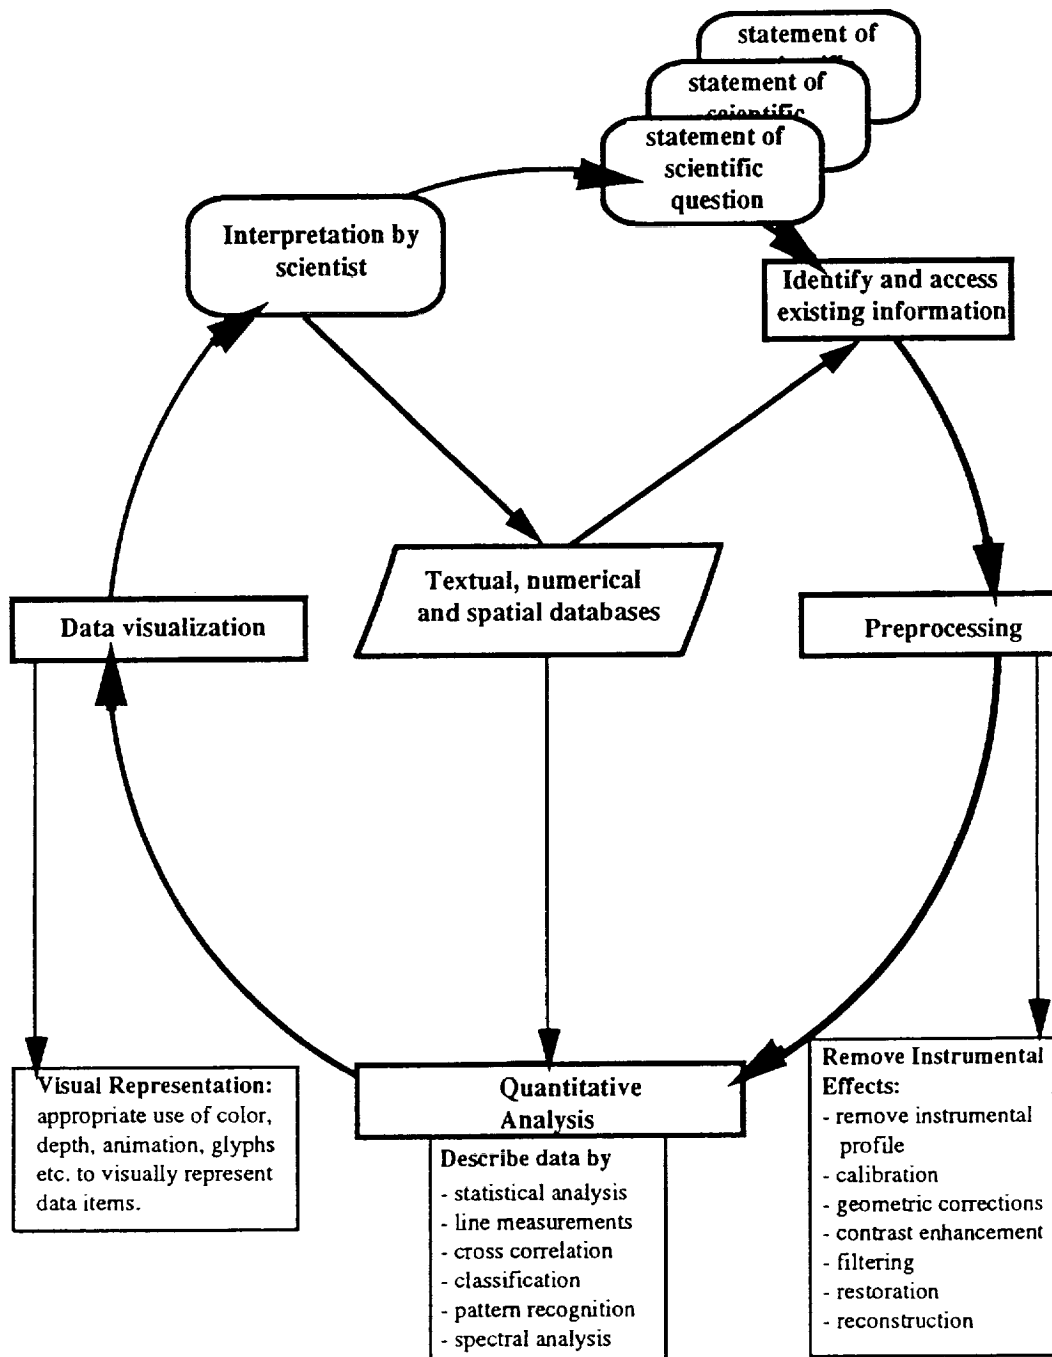 statement of
statement of
scientific
statement of
scientific
question
Interpretation by
scientist
Identify and access
existing information
Textual, numerical
and spatial databases
Data visualization
Preprocessing
Visual Representation:
appropriate use of color,
depth, animation, glyphs
etc. to visually represent
data items.
Quantitative
Analysis
Describe data by
- statistical analysis
- line measurements
- cross correlation
- classification
- pattern recognition
- spectral analysis
Remove Instrumental
Effects:
- remove instrumental
profile
- calibration
- geometric corrections
- contrast enhancement
- filtering
- restoration
- reconstruction